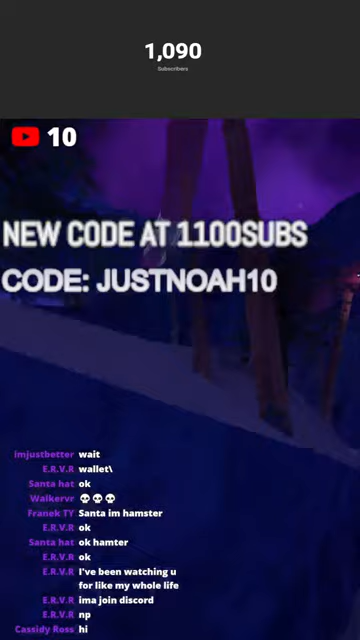 1,090
Subscribers
10
NEW CODE AT 1100SUBS
CODE: JUSTNOAH10
imjustbetter wait
E.R.V.R wallet\
Santa hat ok
Walkervr 💀💀💀
Franek TY Santa im hamster
E.R.V.R ok
Santa hat ok hamter
E.R.V.R ok
E.R.V.R I've been watching u
for like my whole life
E.R.V.R ima join discord
E.R.V.R np
Cassidy Ross hi